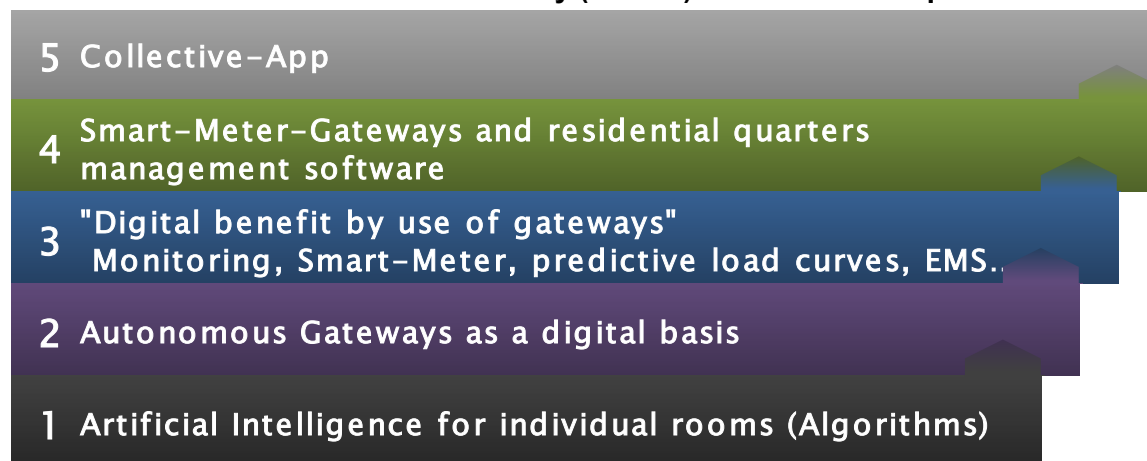 5 Collective-App
4 Smart-Meter-Gateways and residential quarters
management software
3 "Digital benefit by use of gateways"
Monitoring, Smart-Meter, predictive load curves, EMS..
2 Autonomous Gateways as a digital basis
1 Artificial Intelligence for individual rooms (Algorithms)